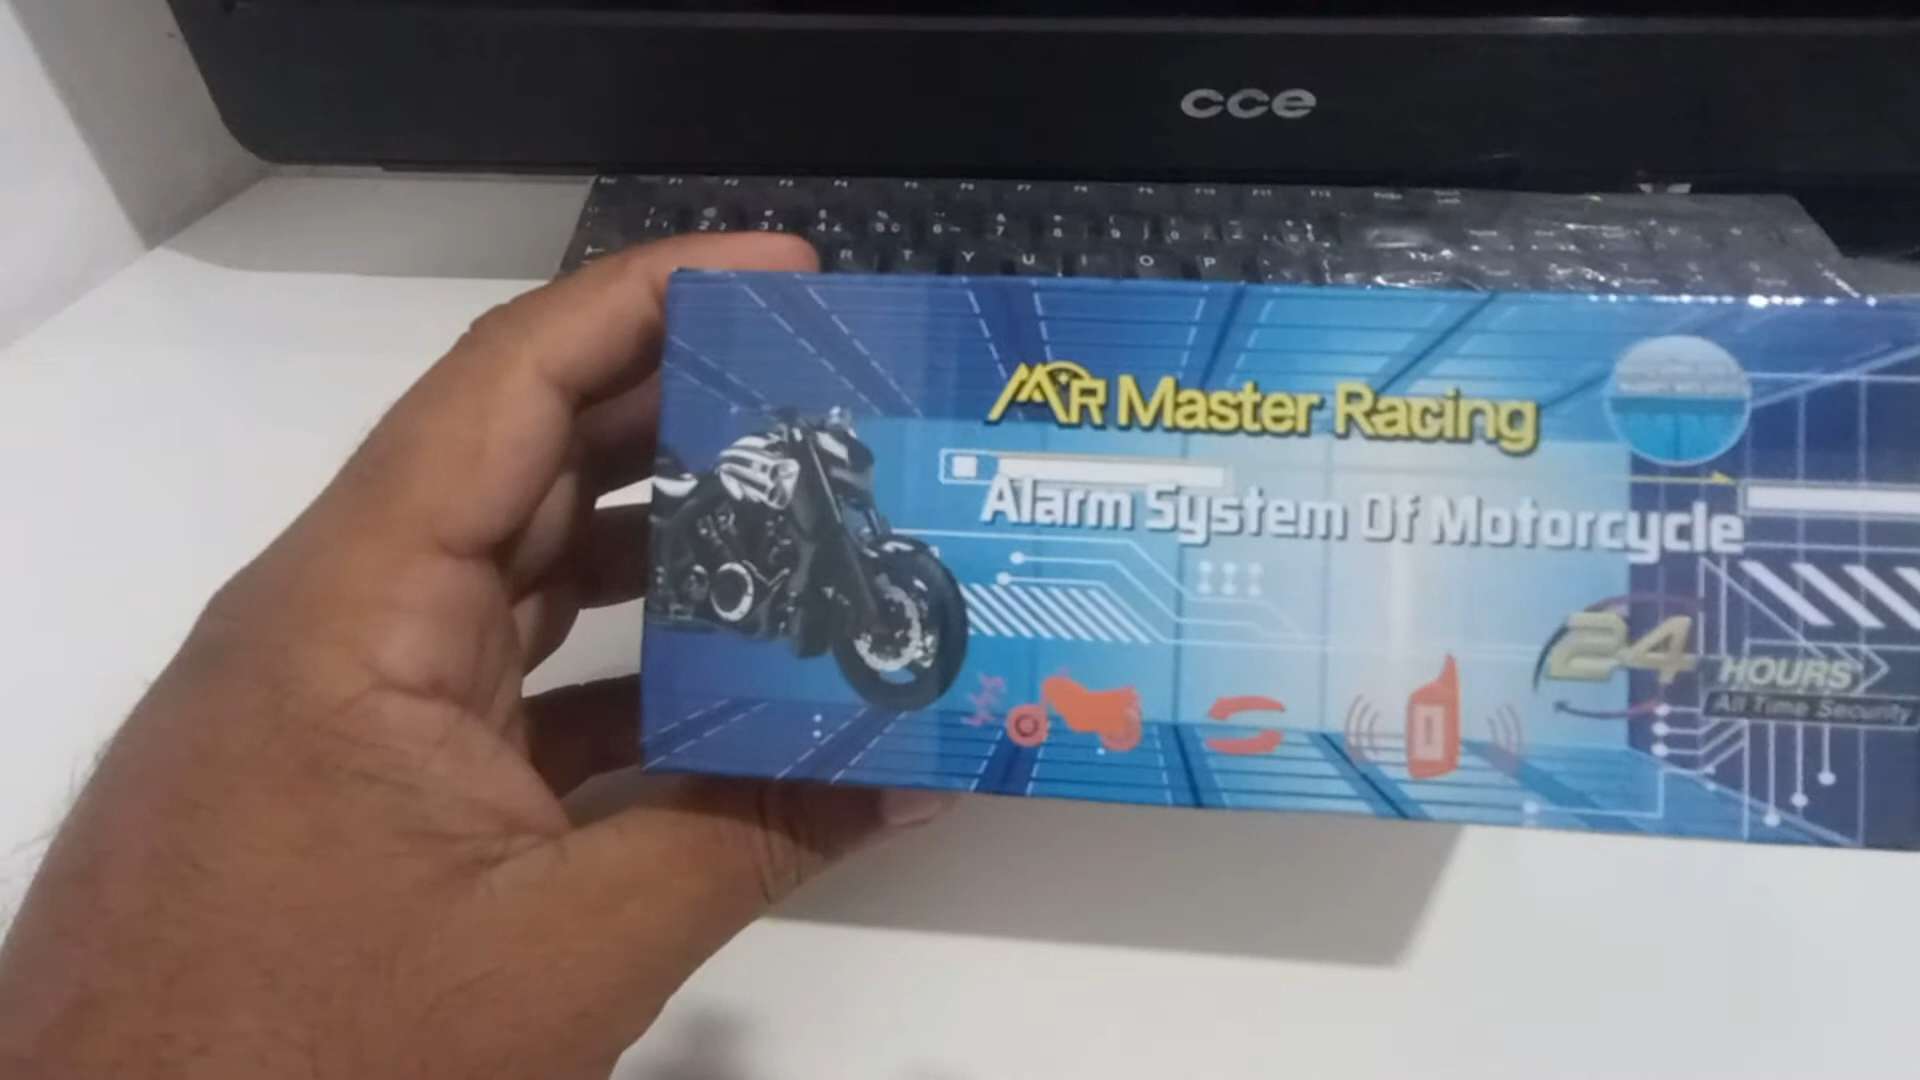 cce
R T Y U I O P
MR Master Racing
Alarm System Of Motorcycle
24 HOURS
All Time Security